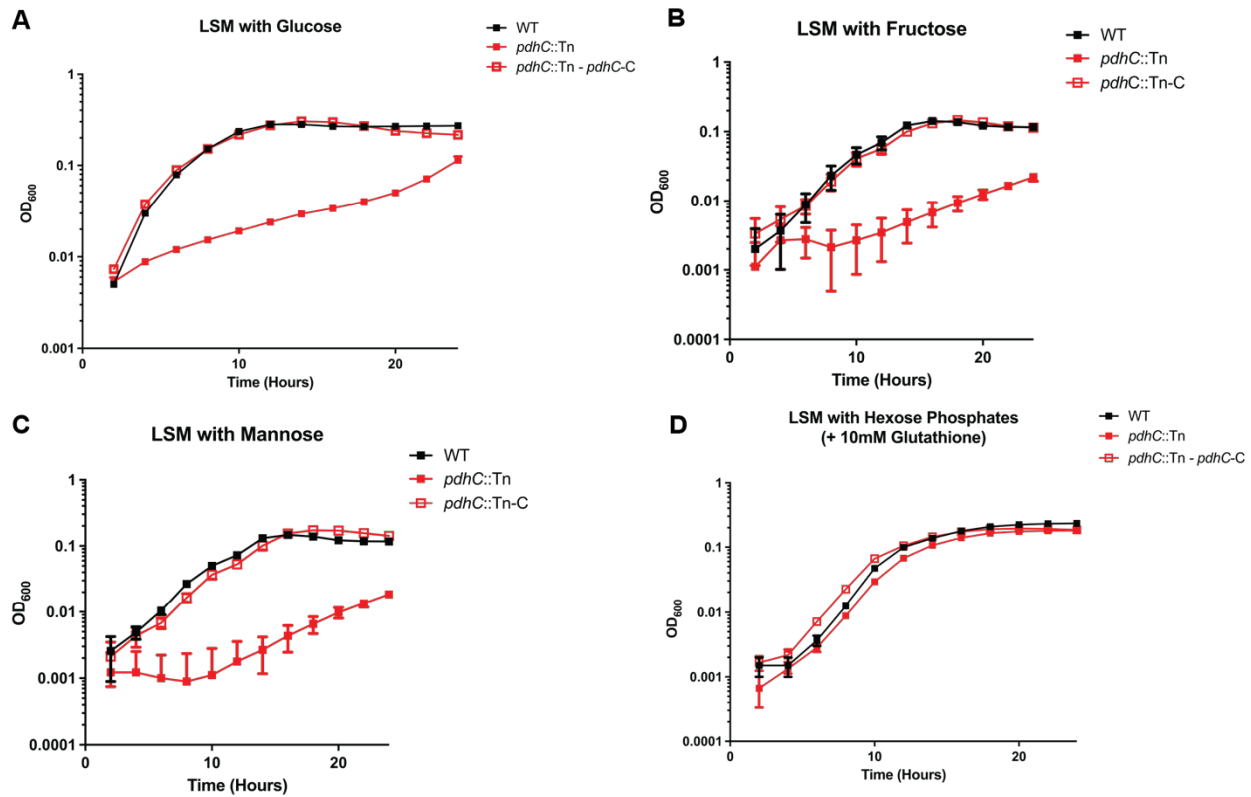 A
LSM with Glucose
WT
pdhC::Tn
pdhC::Tn - pdhC-C
1
0.1
0.01
0.001
OD600
0
10
20
Time (Hours)
B
LSM with Fructose
WT
pdhC::Tn
pdhC::Tn-C
1
0.1
0.01
0.001
0.0001
OD600
0
10
20
Time (Hours)
C
LSM with Mannose
WT
pdhC::Tn
pdhC::Tn-C
1
0.1
0.01
0.001
0.0001
OD600
0
10
20
Time (Hours)
D
LSM with Hexose Phosphates
(+ 10mM Glutathione)
WT
pdhC::Tn
pdhC::Tn - pdhC-C
1
0.1
0.01
0.001
0.0001
OD600
0
10
20
Time (Hours)